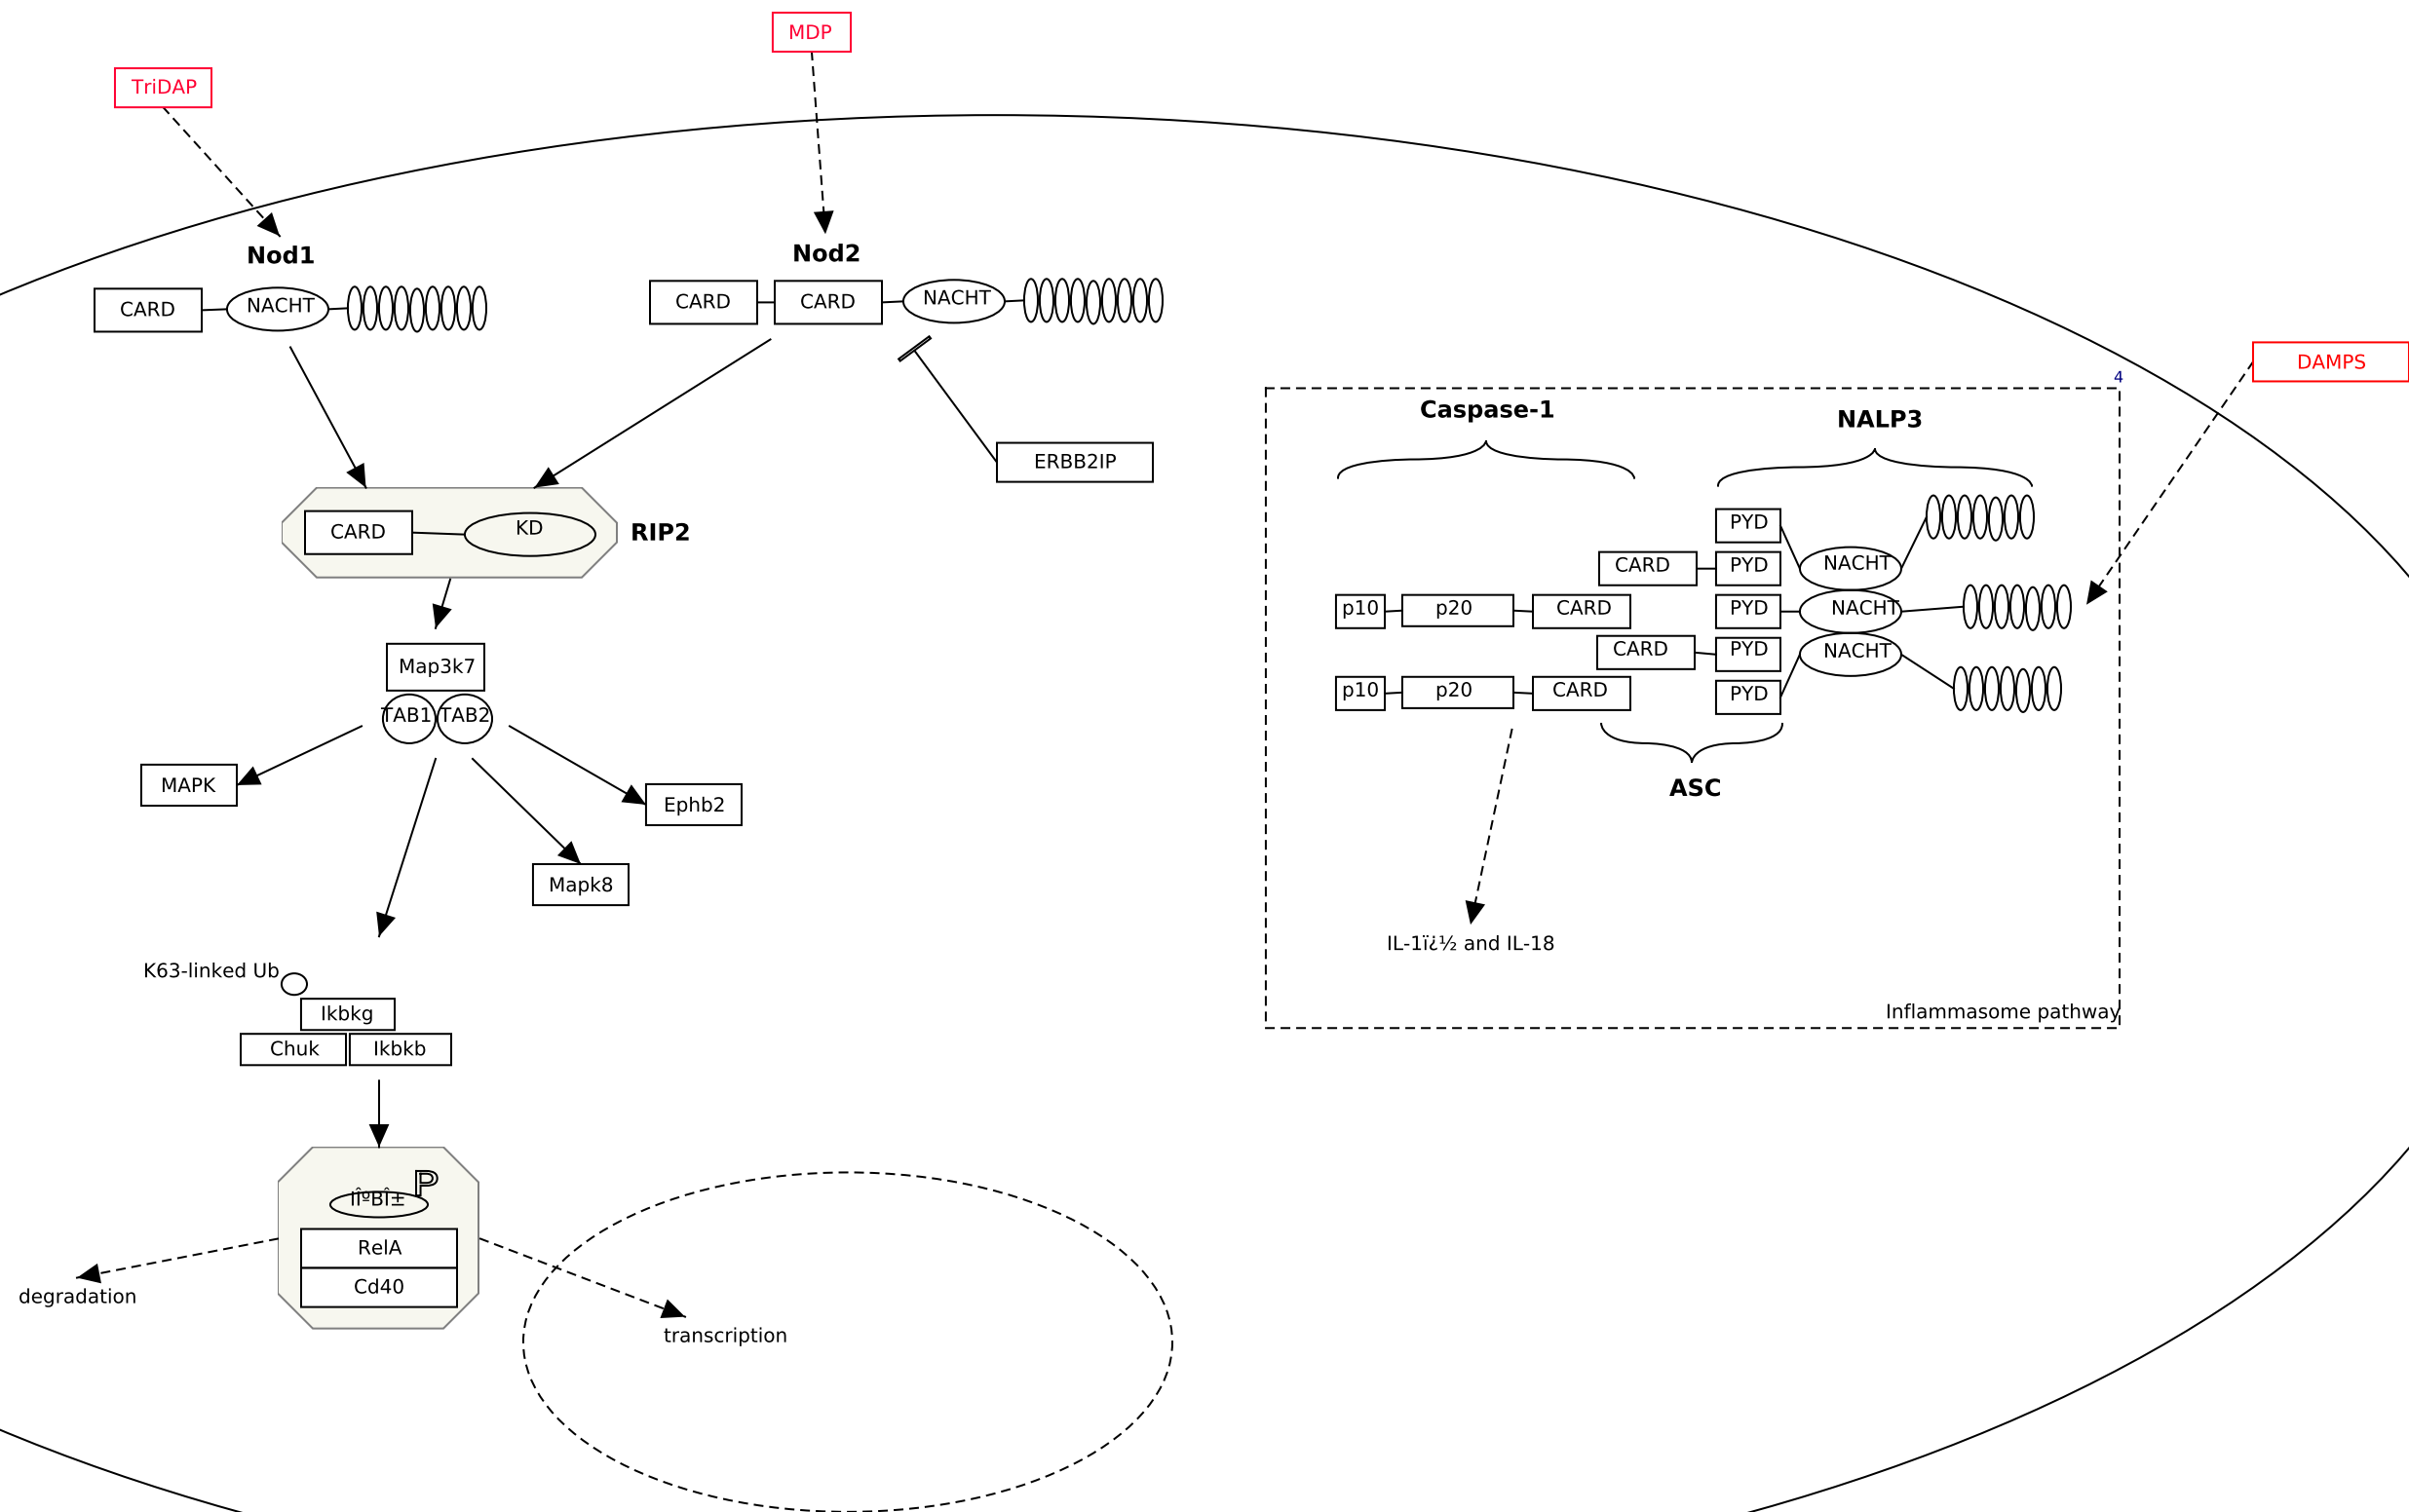 MDP
TriDAP
Nod1
Nod2
CARD
NACHT
CARD
CARD
NACHT
DAMPS
4
Caspase-1
NALP3
ERBB2IP
CARD
KD
RIP2
PYD
CARD
PYD
NACHT
p10
p20
CARD
PYD
NACHT
CARD
PYD
NACHT
p10
p20
CARD
PYD
ASC
Map3k7
TAB1
TAB2
MAPK
Ephb2
Mapk8
IL-1ï¿½ and IL-18
Inflammasome pathway
K63-linked Ub
Ikbkg
Chuk
Ikbkb
P
IÎºBÎ±
RelA
Cd40
degradation
transcription